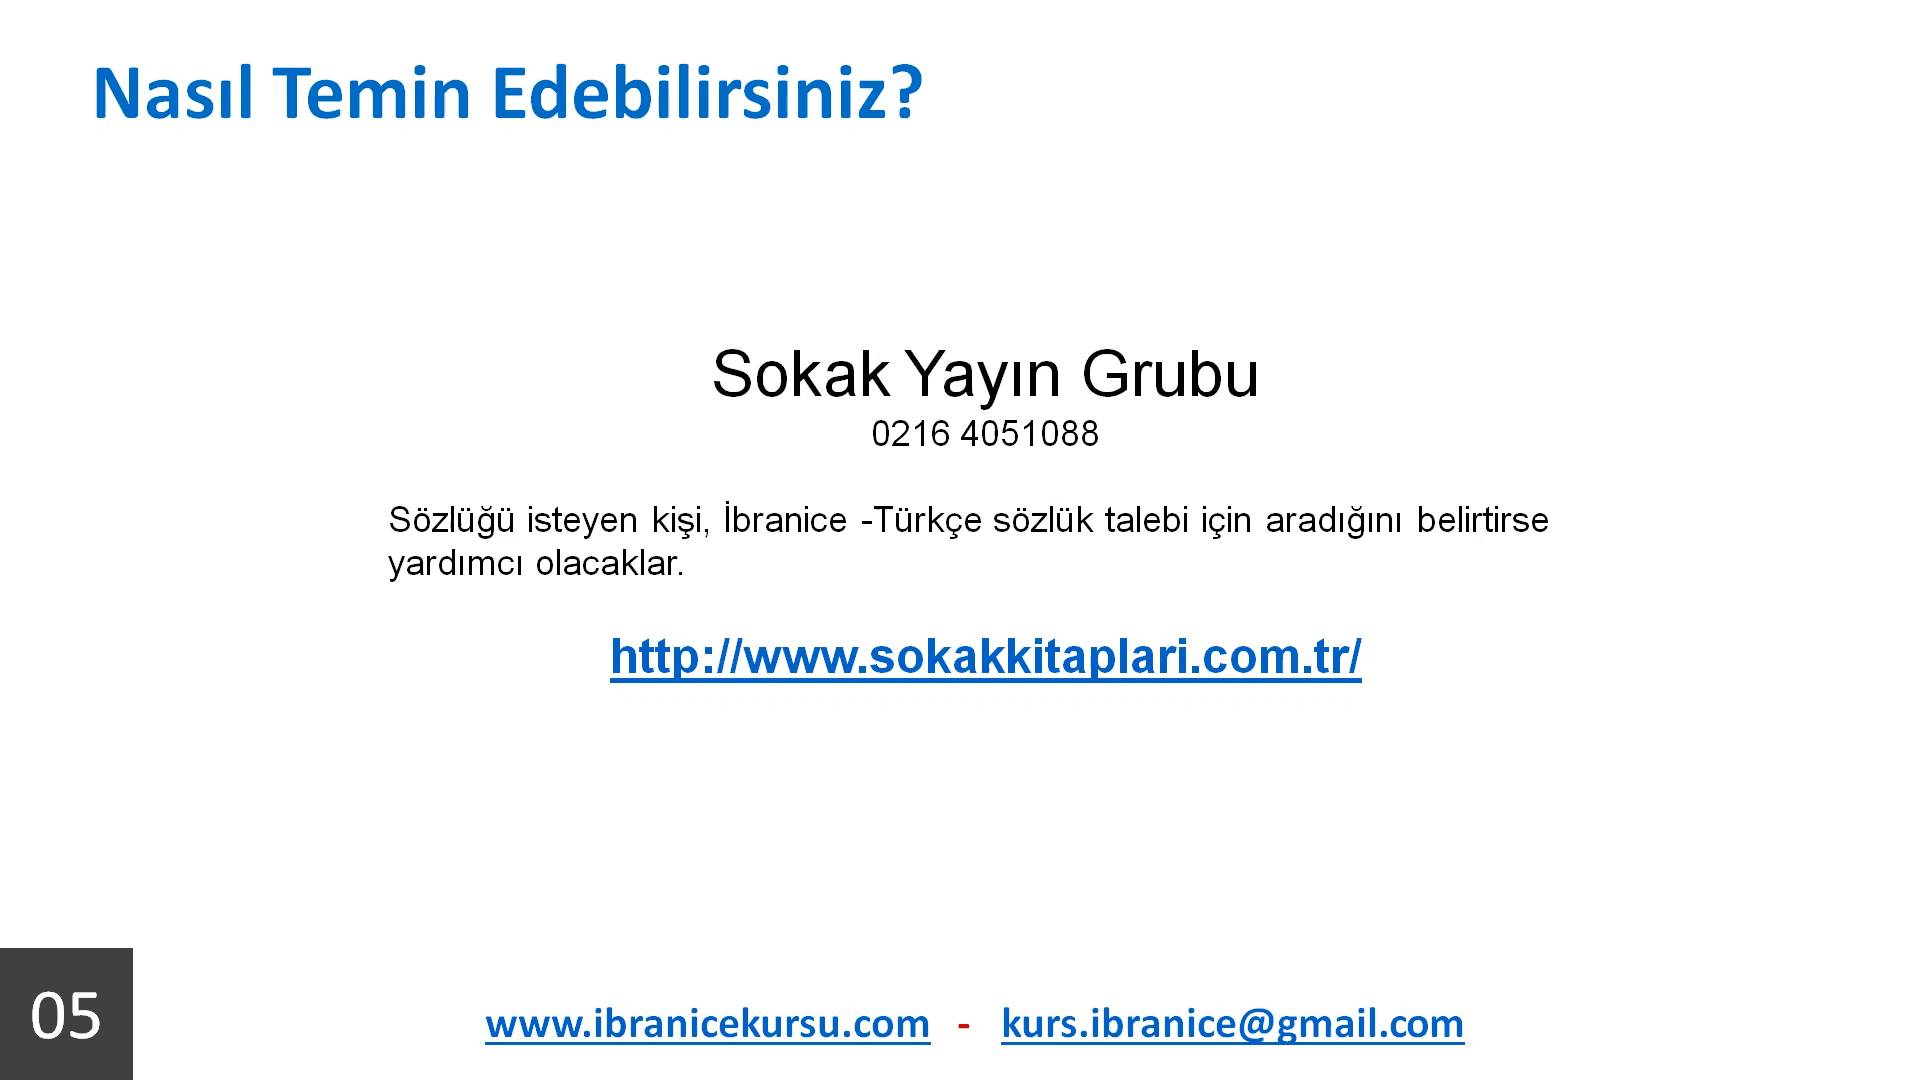 Nasıl Temin Edebilirsiniz?
Sokak Yayın Grubu
0216 4051088
Sözlüğü isteyen kişi, İbranice -Türkçe sözlük talebi için aradığını belirtirse
yardımcı olacaklar.
http://www.sokakkitaplari.com.tr/
05
www.ibranicekursu.com - kurs.ibranice@gmail.com